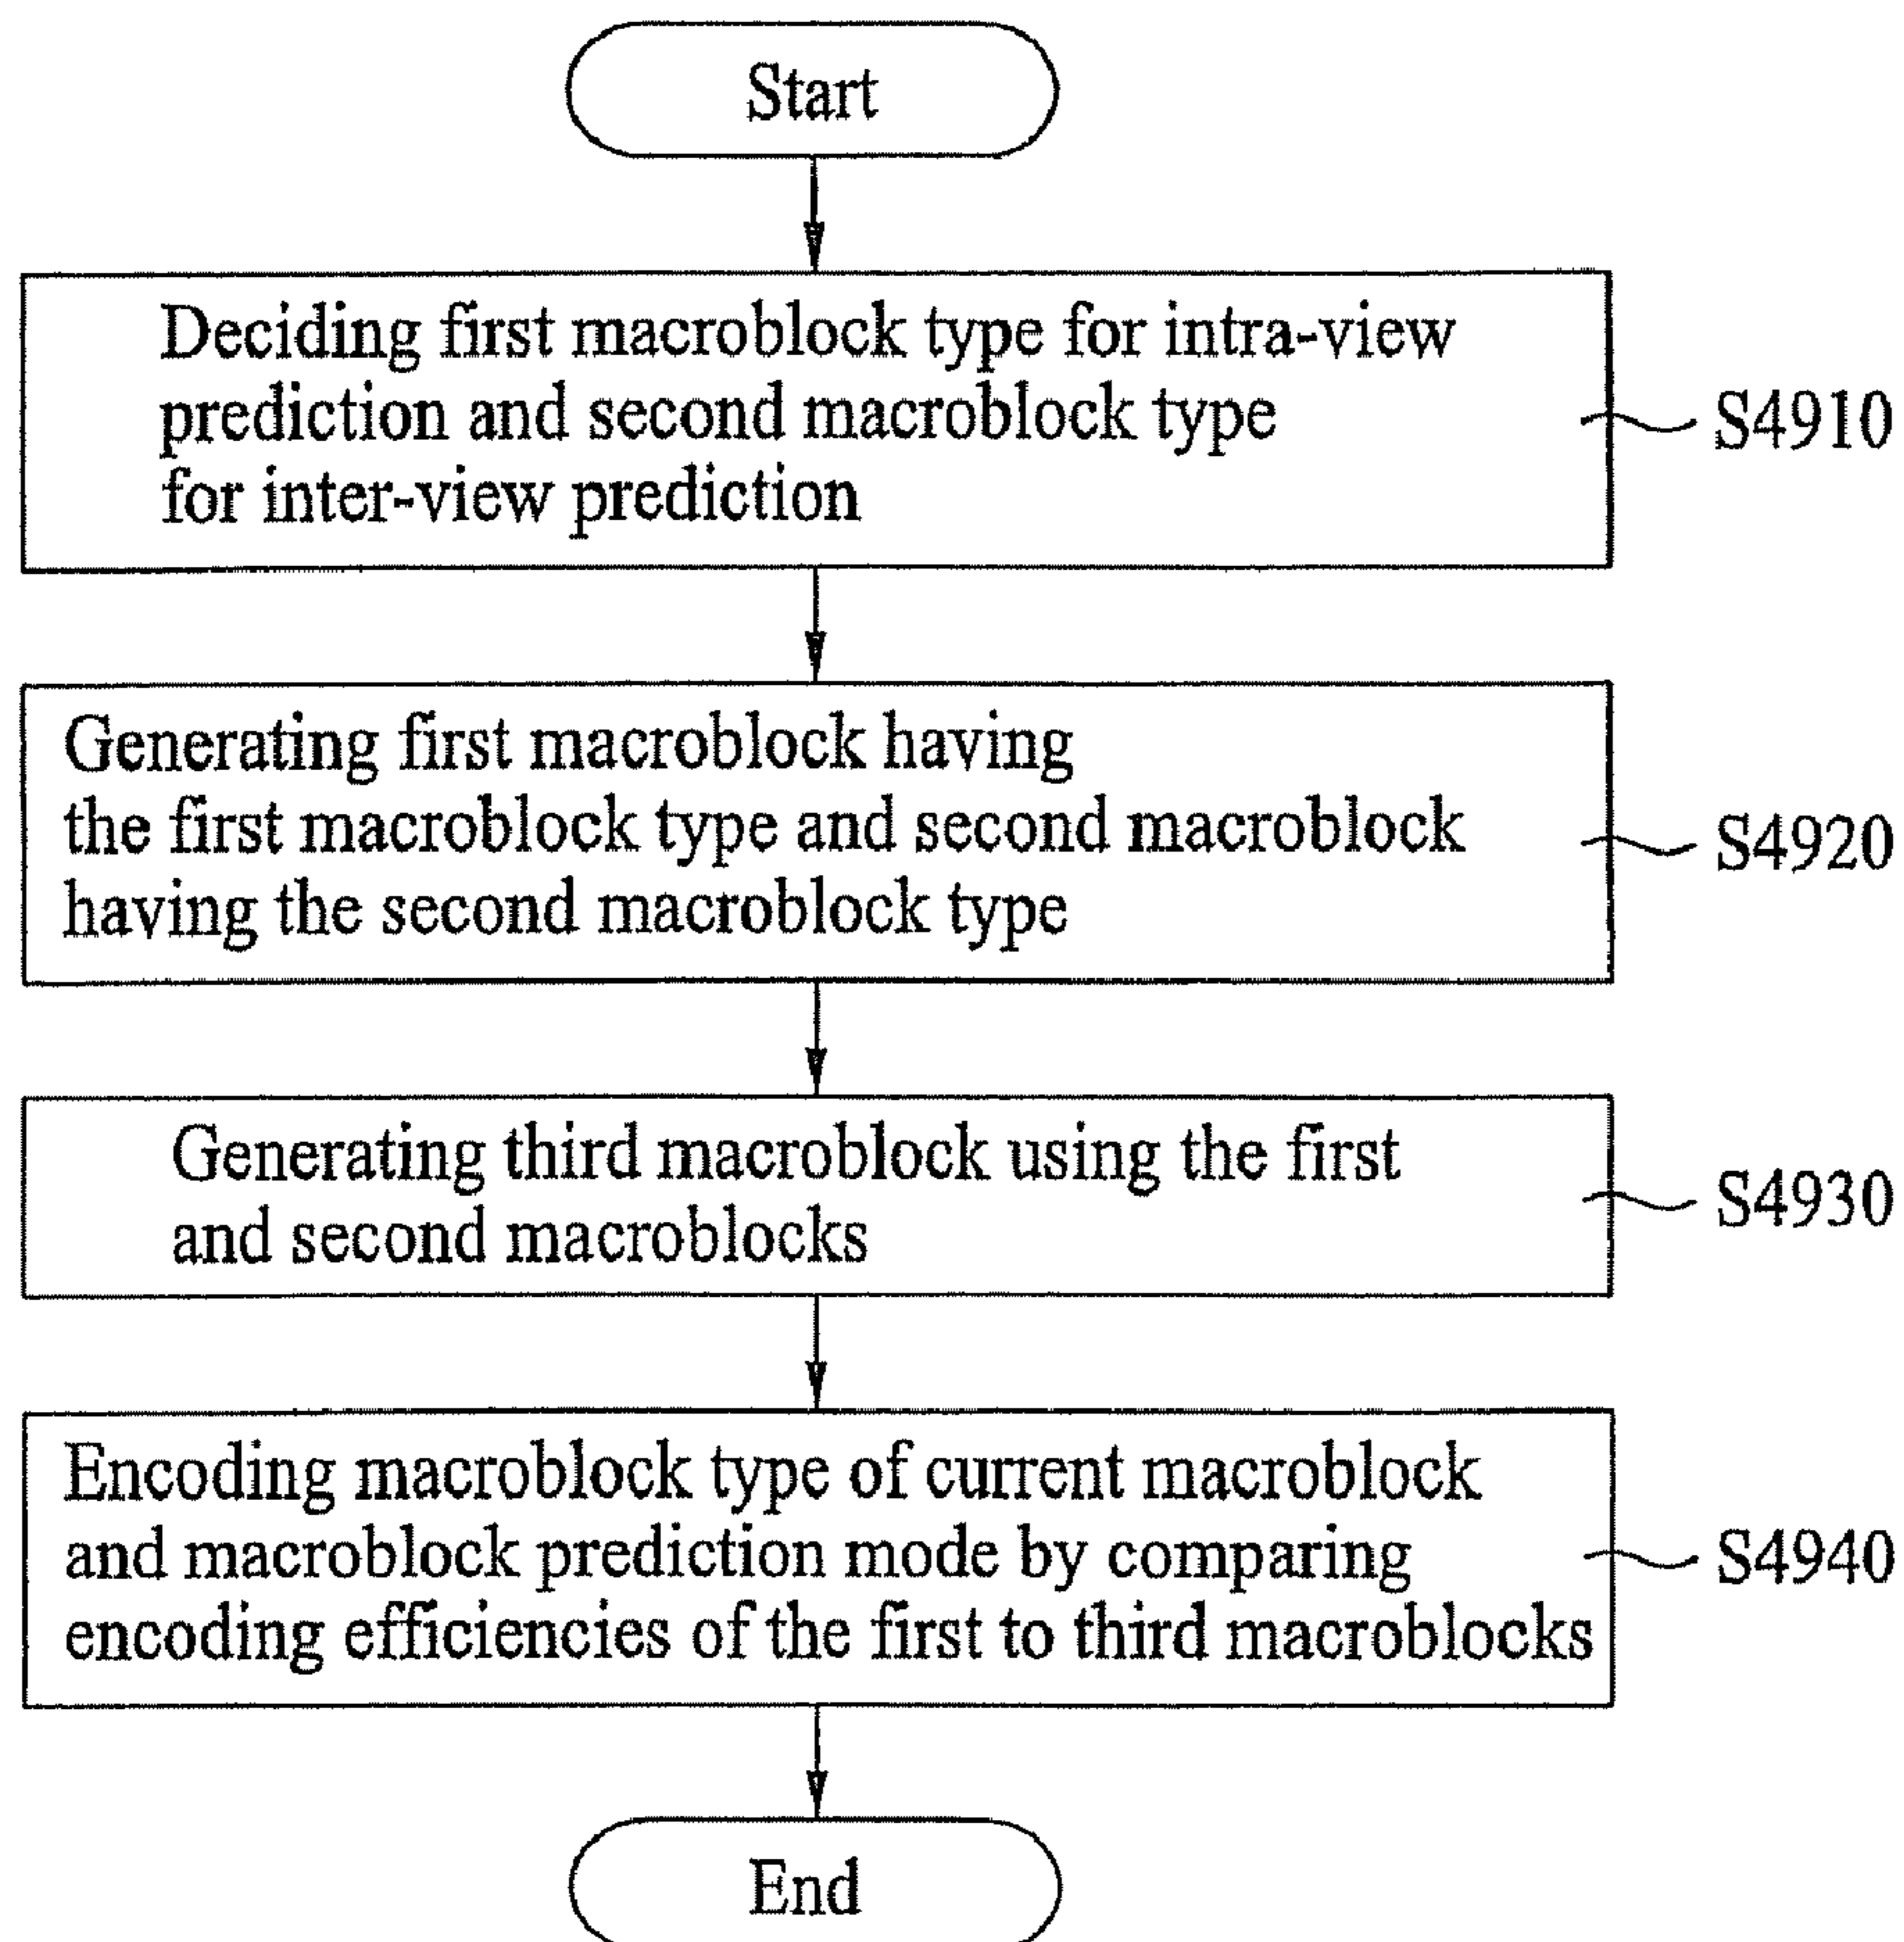 Start
Deciding first macroblock type for intra-view
prediction and second macroblock type
for inter-view prediction
S4910
Generating first macroblock having
the first macroblock type and second macroblock
having the second macroblock type
S4920
Generating third macroblock using the first
and second macroblocks
S4930
Encoding macroblock type of current macroblock
and macroblock prediction mode by comparing
encoding efficiencies of the first to third macroblocks
S4940
End